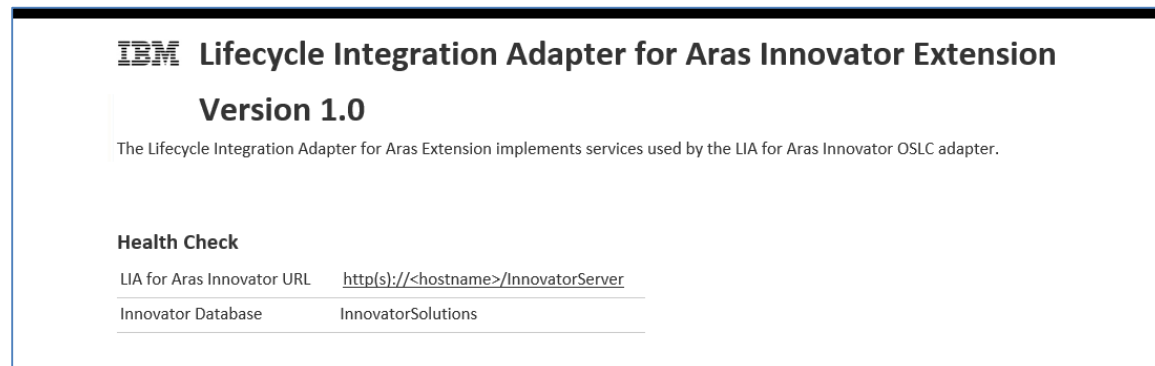 IBM Lifecycle Integration Adapter for Aras Innovator Extension
Version 1.0
The Lifecycle Integration Adapter for Aras Extension implements services used by the LIA for Aras Innovator OSLC adapter.
Health Check
LIA for Aras Innovator URL http(s)://<hostname>/InnovatorServer
Innovator Database InnovatorSolutions